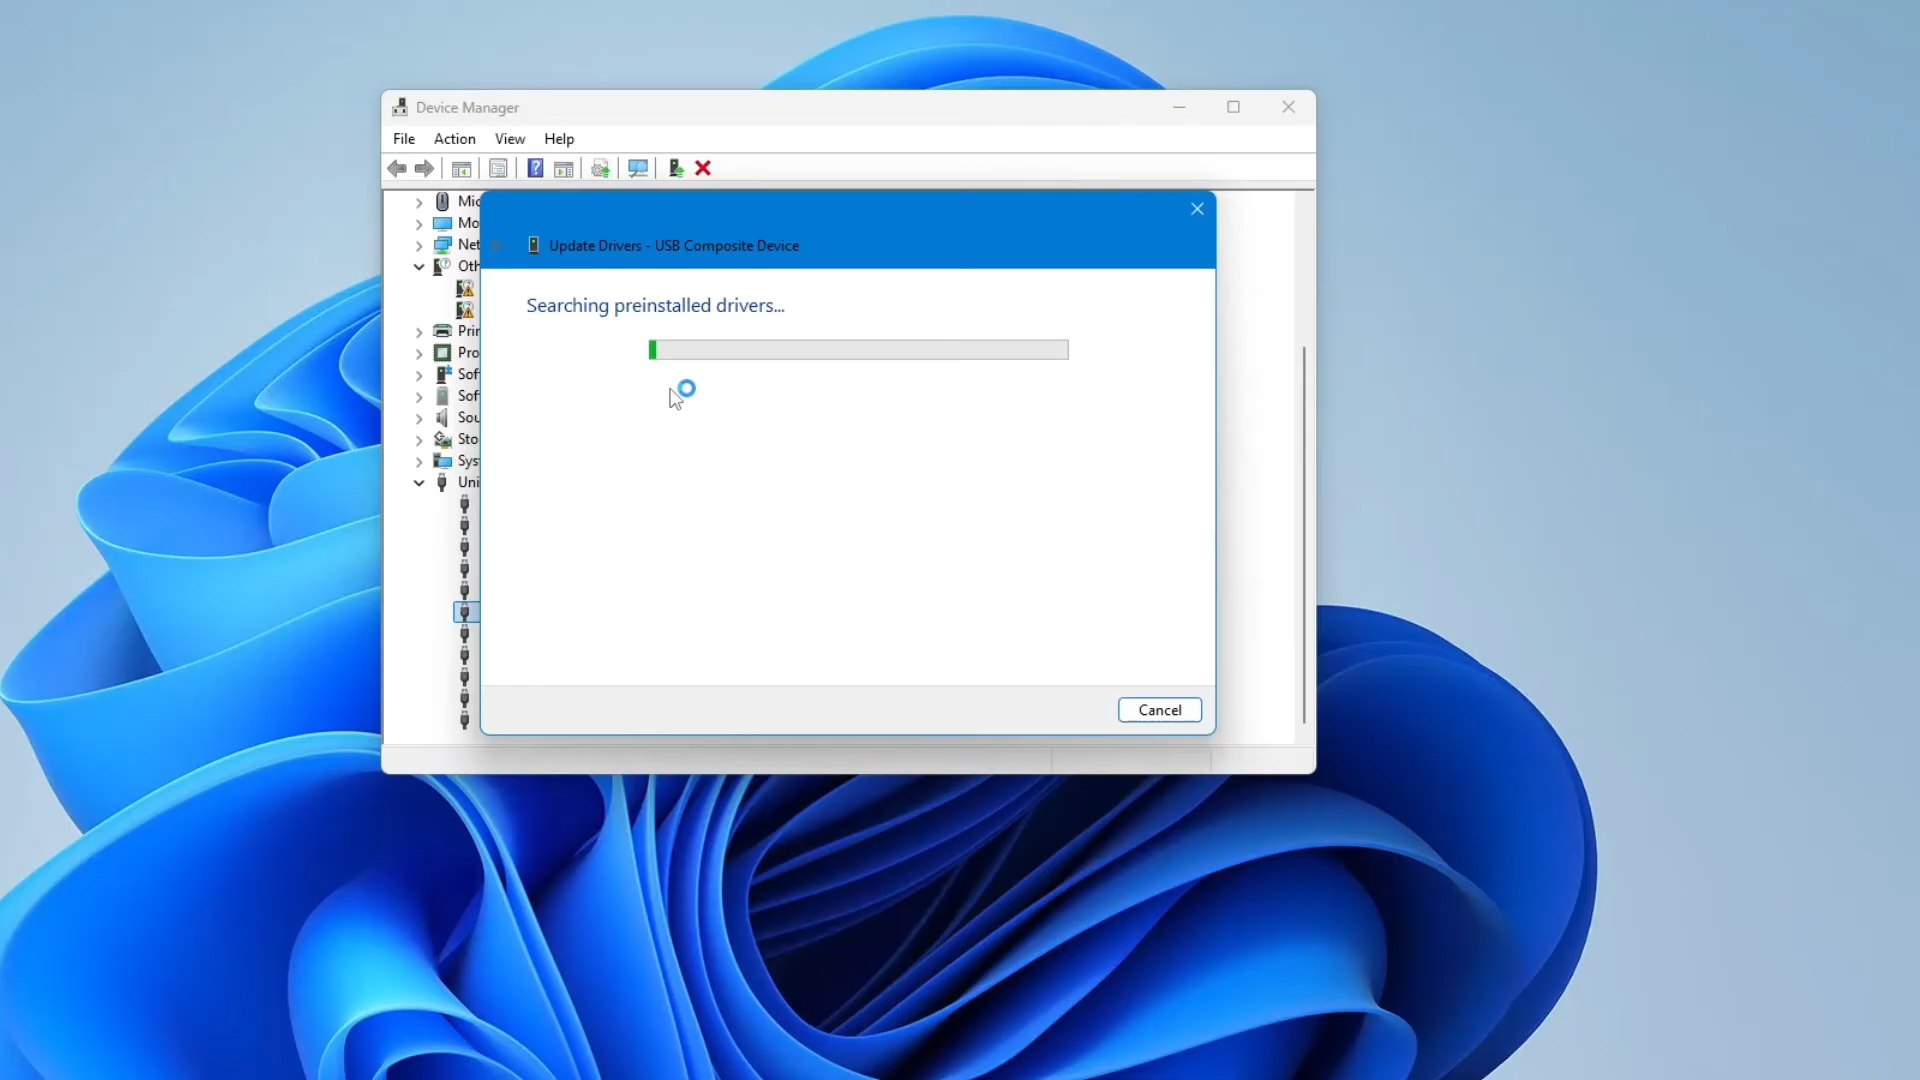 Device Manager
File Action View Help
Mic
Mo
Net
Update Drivers - USB Composite Device
Oth
Searching preinstalled drivers...
Prin
Pro
Sof
Sof
Sou
Sto
Sys
Uni
Cancel